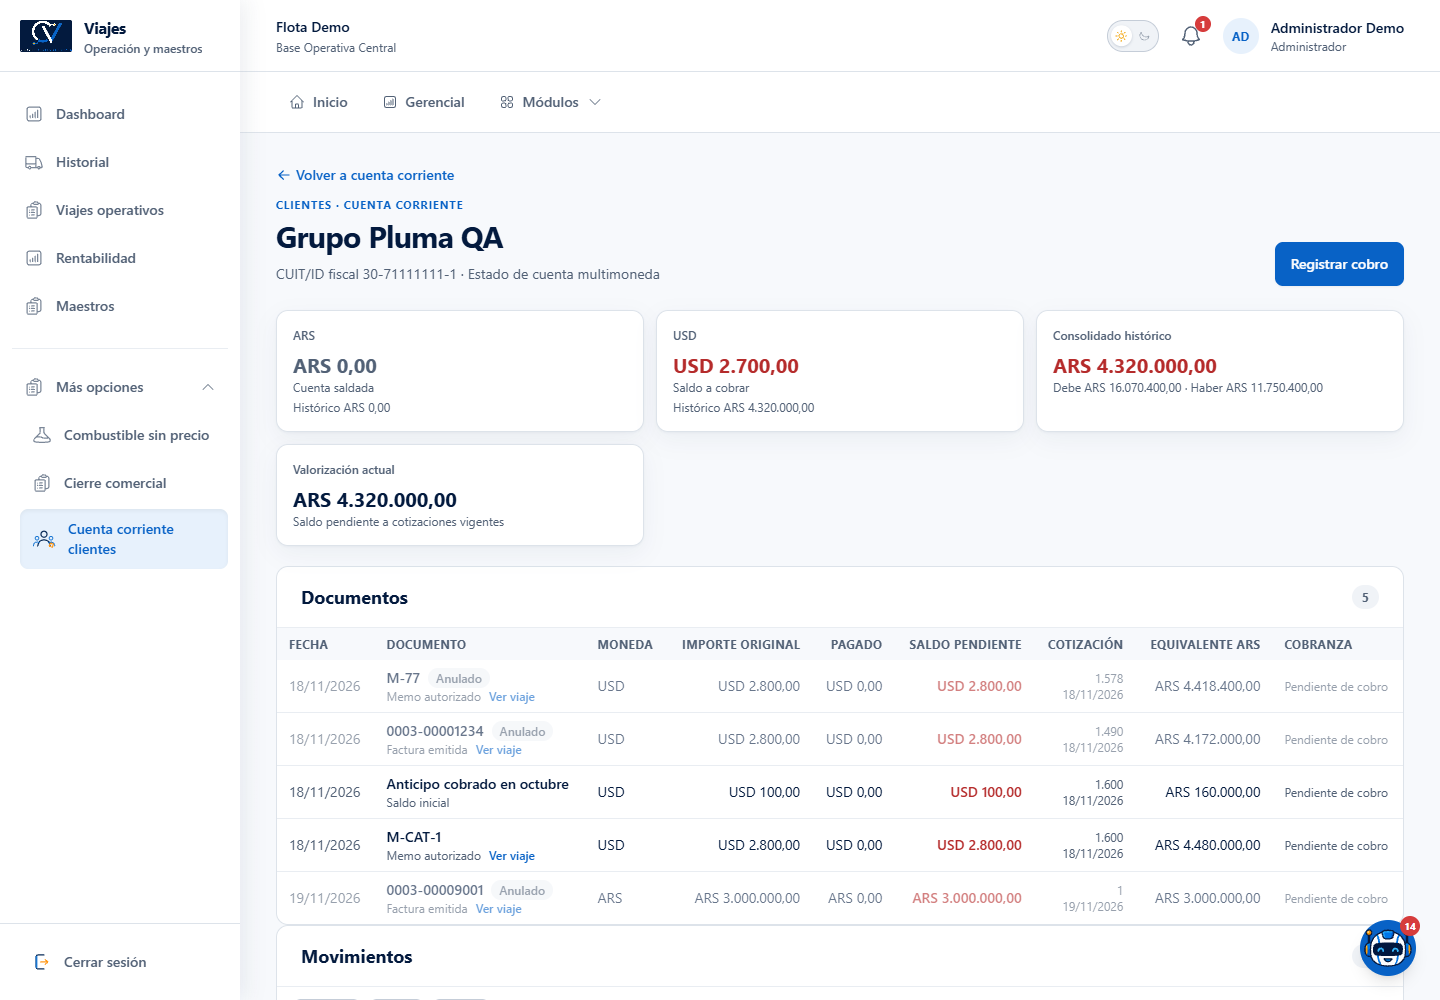 Viajes
Operación y maestros
Flota Demo
Base Operativa Central
1
AD
Administrador Demo
Administrador
Inicio
Gerencial
Módulos
Dashboard
Historial
Viajes operativos
Rentabilidad
Maestros
Más opciones
Combustible sin precio
Cierre comercial
Cuenta corriente
clientes
Cerrar sesión
← Volver a cuenta corriente
CLIENTES · CUENTA CORRIENTE
Grupo Pluma QA
CUIT/ID fiscal 30-71111111-1 · Estado de cuenta multimoneda
Registrar cobro
ARS
ARS 0,00
Cuenta saldada
Histórico ARS 0,00
USD
USD 2.700,00
Saldo a cobrar
Histórico ARS 4.320.000,00
Consolidado histórico
ARS 4.320.000,00
Debe ARS 16.070.400,00 · Haber ARS 11.750.400,00
Valorización actual
ARS 4.320.000,00
Saldo pendiente a cotizaciones vigentes
Documentos
5
FECHA DOCUMENTO MONEDA IMPORTE ORIGINAL PAGADO SALDO PENDIENTE COTIZACIÓN EQUIVALENTE ARS COBRANZA
18/11/2026 M-77 Anulado USD USD 2.800,00 USD 0,00 USD 2.800,00 1.578 ARS 4.418.400,00 Pendiente de cobro
Memo autorizado Ver viaje 18/11/2026
18/11/2026 0003-00001234 Anulado USD USD 2.800,00 USD 0,00 USD 2.800,00 1.490 ARS 4.172.000,00 Pendiente de cobro
Factura emitida Ver viaje 18/11/2026
18/11/2026 Anticipo cobrado en octubre USD USD 100,00 USD 0,00 USD 100,00 1.600 ARS 160.000,00 Pendiente de cobro
Saldo inicial 18/11/2026
18/11/2026 M-CAT-1 USD USD 2.800,00 USD 0,00 USD 2.800,00 1.600 ARS 4.480.000,00 Pendiente de cobro
Memo autorizado Ver viaje 18/11/2026
19/11/2026 0003-00009001 Anulado ARS ARS 3.000.000,00 ARS 0,00 ARS 3.000.000,00 1 ARS 3.000.000,00 Pendiente de cobro
Factura emitida Ver viaje 19/11/2026
Movimientos
14